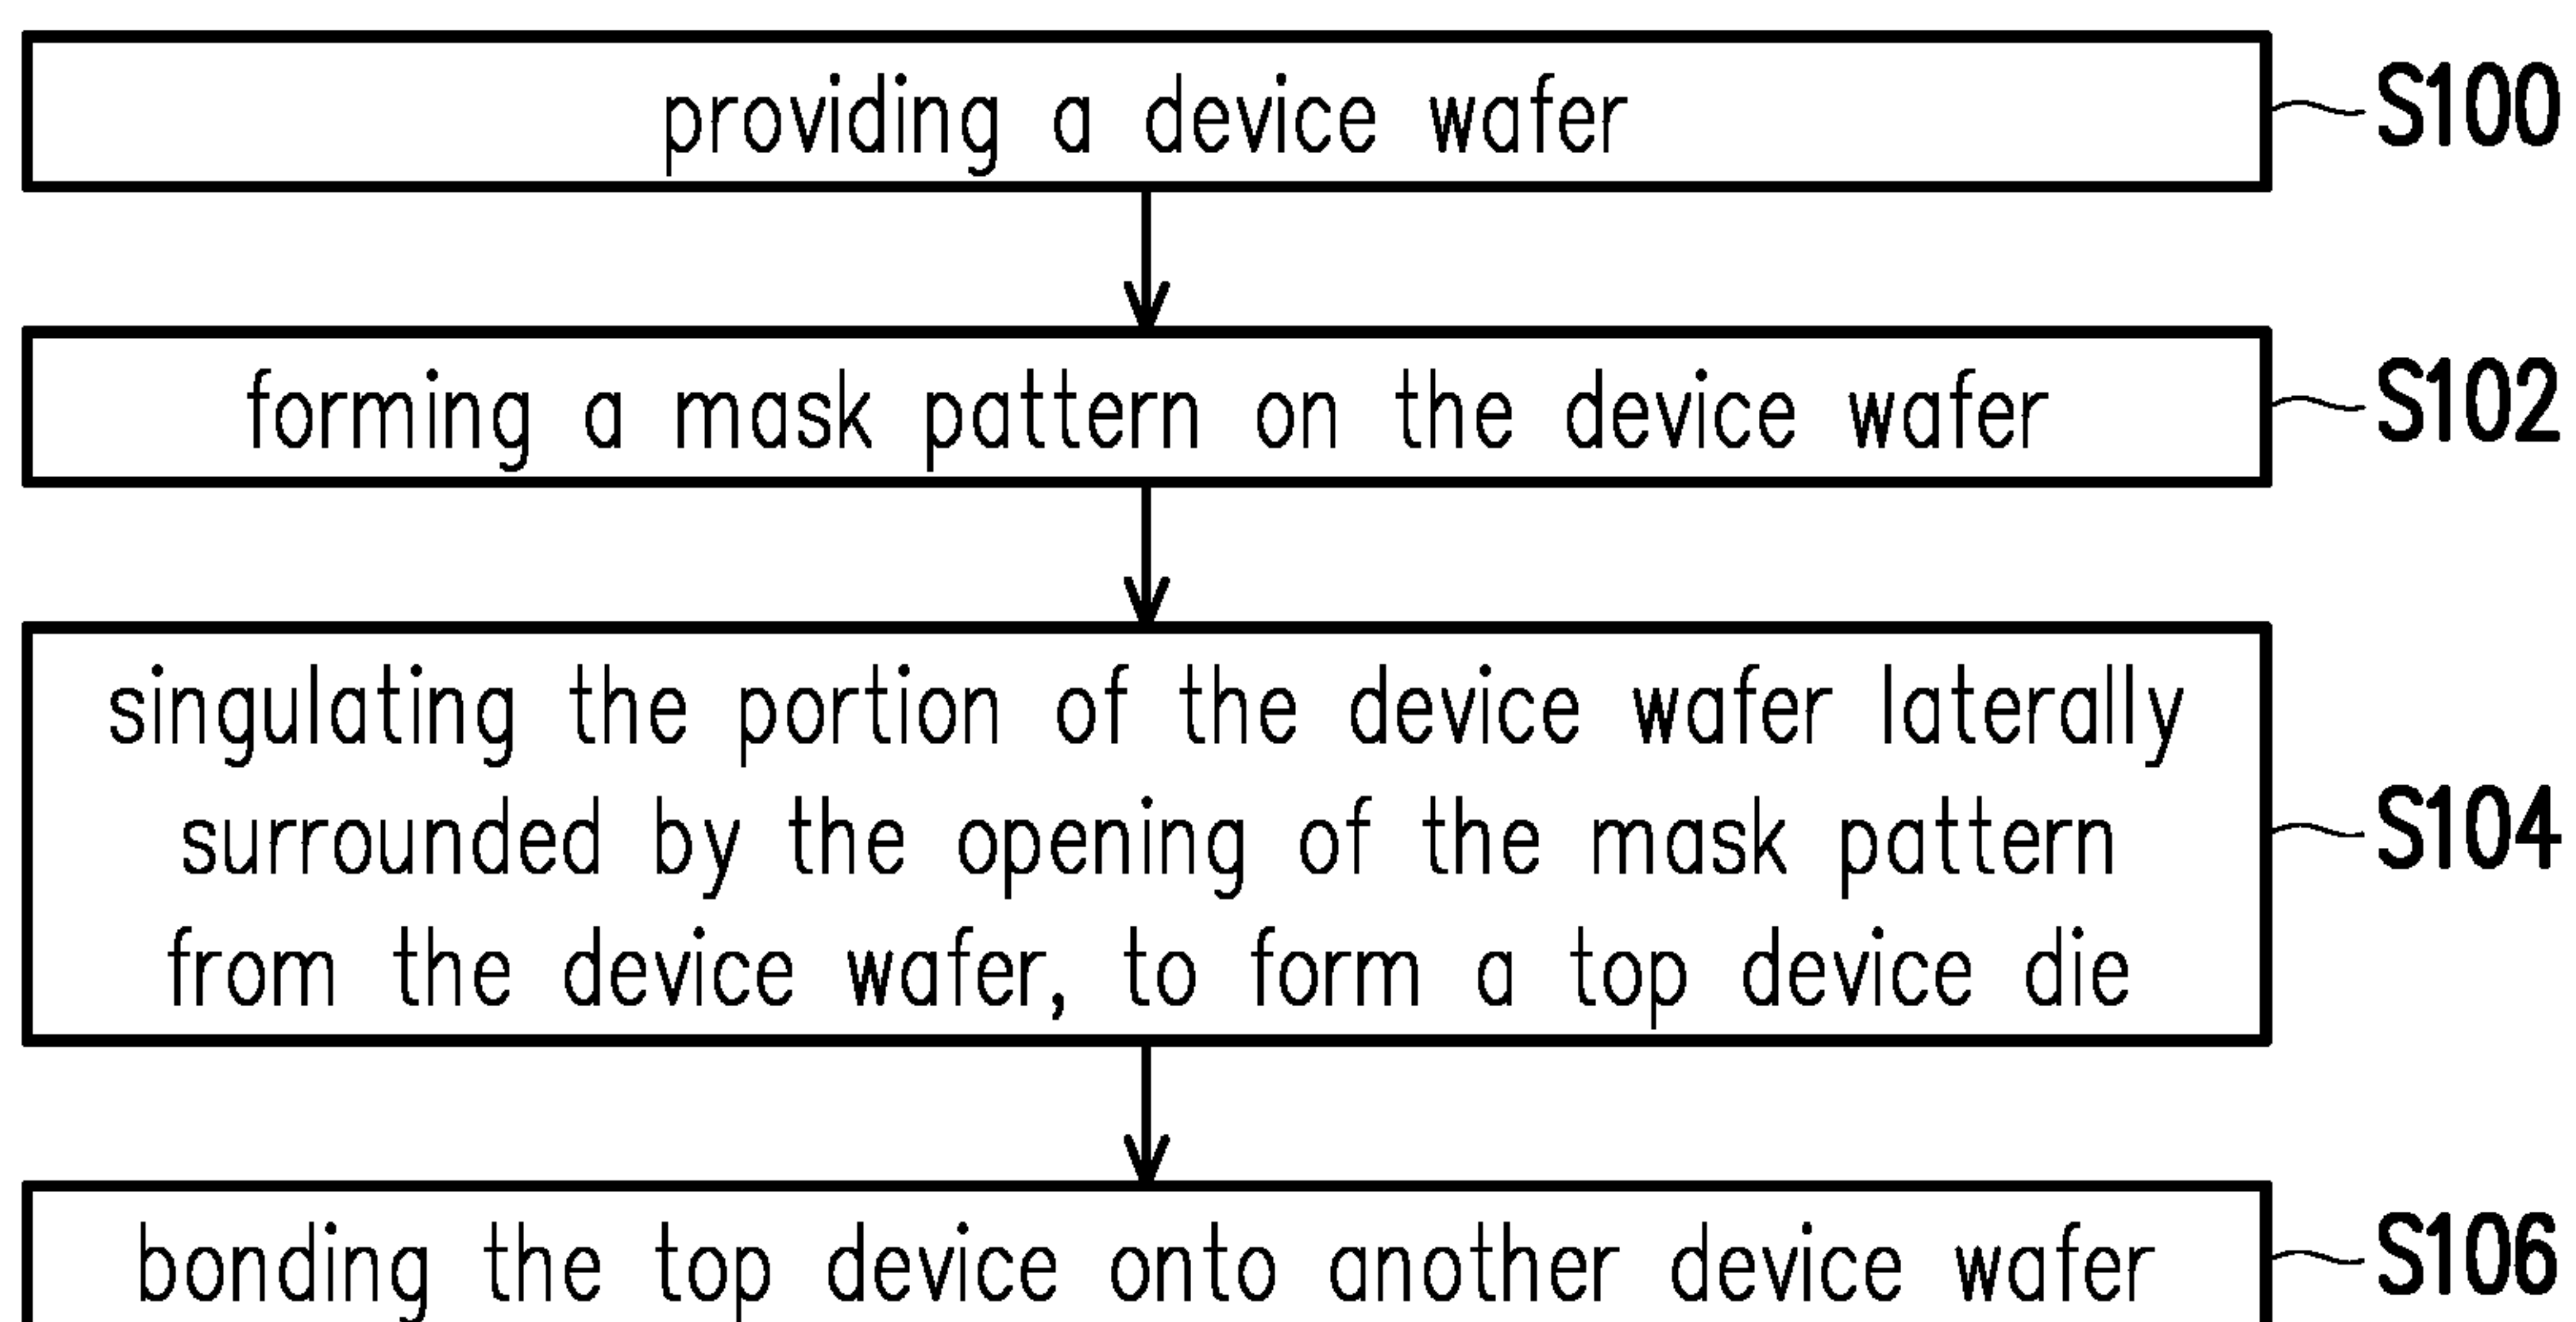 providing a device wafer
S100
forming a mask pattern on the device wafer
S102
singulating the portion of the device wafer laterally
surrounded by the opening of the mask pattern
S104
from the device wafer, to form a top device die
bonding the top device onto another device wafer
S106